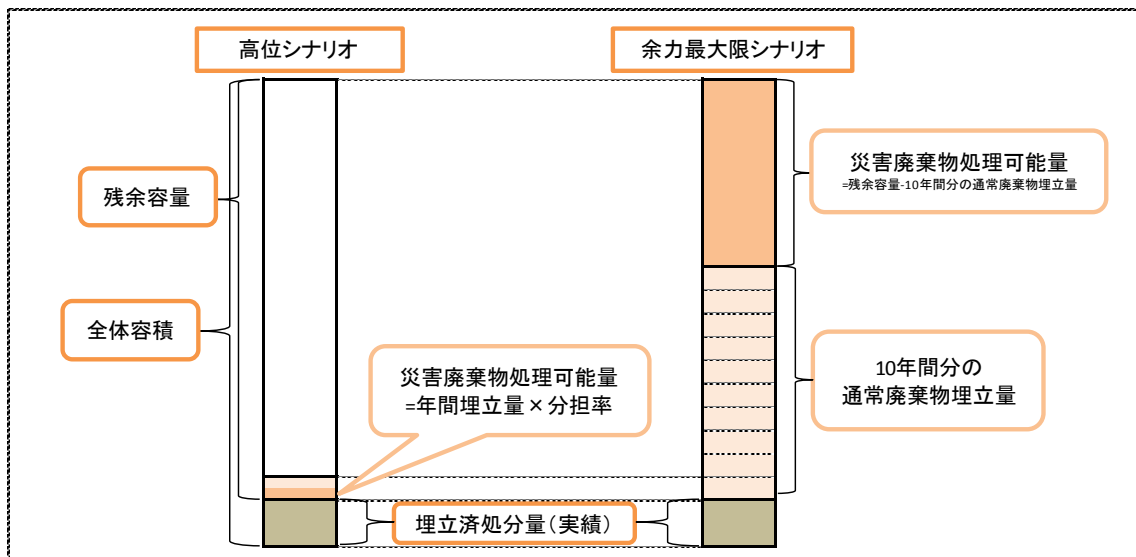 高位シナリオ
余力最大限シナリオ
残余容量
全体容積
災害廃棄物処理可能量
=年間埋立量×分担率
災害廃棄物処理可能量
=残余容量-10年間分の通常廃棄物埋立量
10年間分の
通常廃棄物埋立量
埋立済処分量(実績)